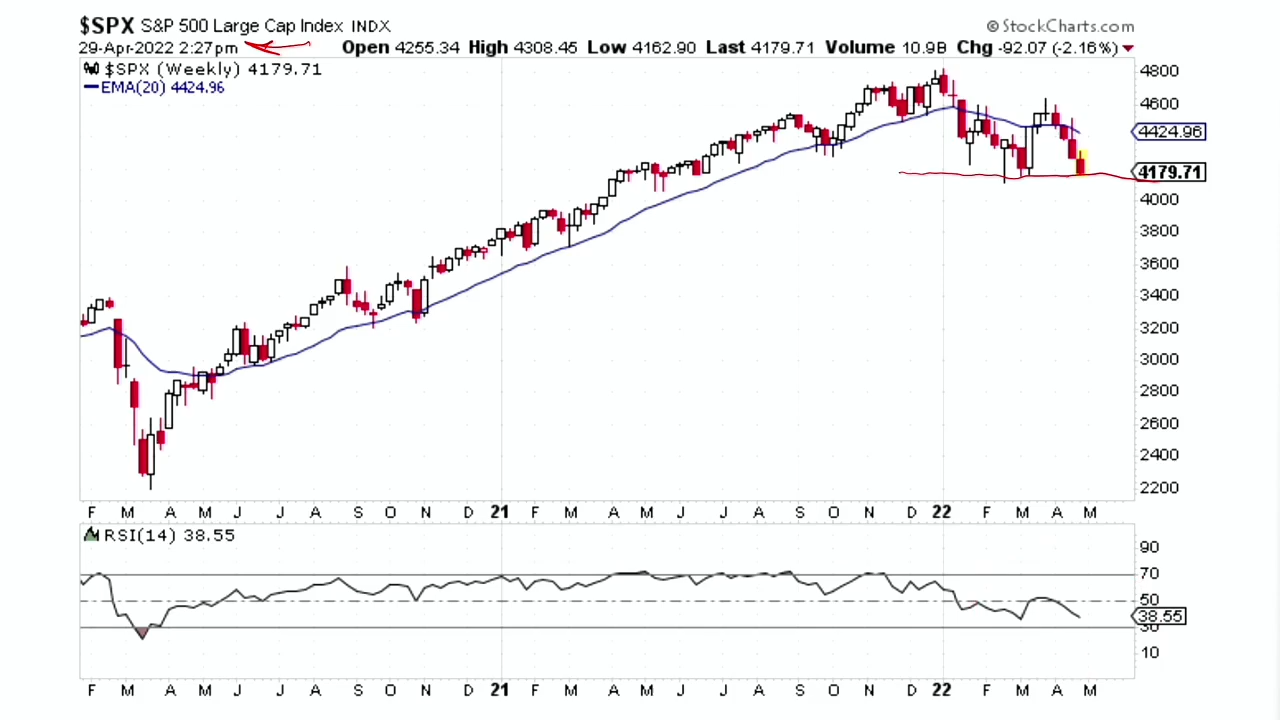 $SPX S&P 500 Large Cap Index INDX
© StockCharts.com
29-Apr-2022 2:27pm
Open 4255.34 High 4308.45 Low 4162.90 Last 4179.71 Volume 10.9B Chg -92.07 (-2.16%)
$SPX (Weekly) 4179.71
EMA(20) 4424.96
4800
4600
4424.96
4179.71
4000
3800
3600
3400
3200
3000
2800
2600
2400
2200
F M A M J J A S O N D 21 F M A M J J A S O N D 22 F M A M
RSI(14) 38.55
90
70
50
38.55
30
10
F M A M J J A S O N D 21 F M A M J J A S O N D 22 F M A M